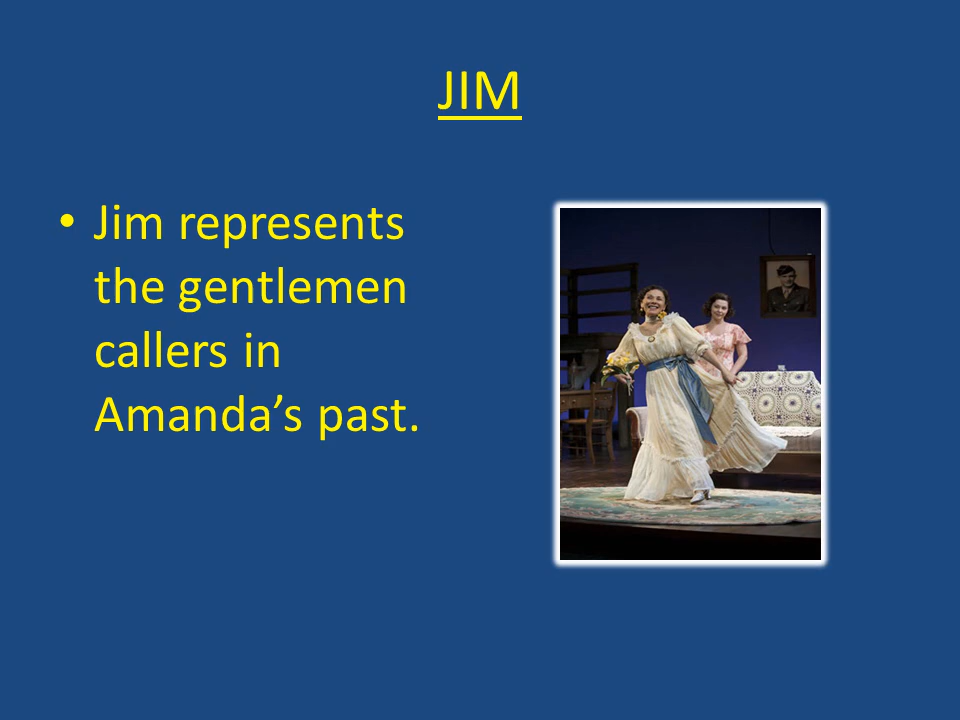 JIM
• Jim represents
the gentlemen
callers in
Amanda’s past.